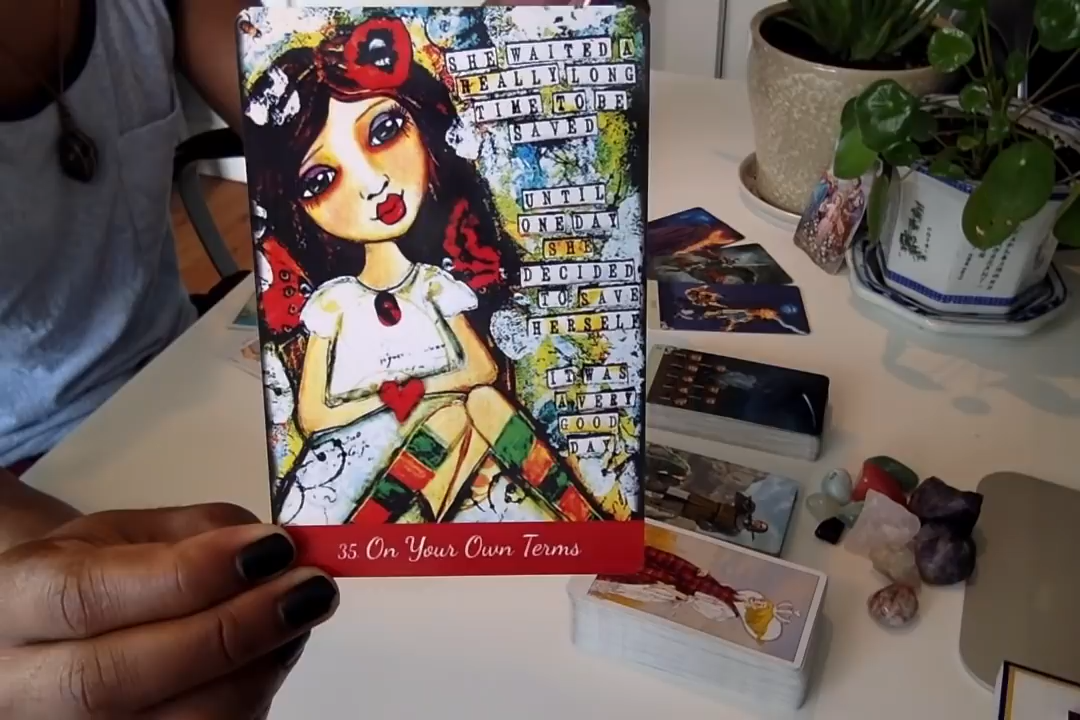 SHE WAITED A
REALLY LONG
TIME TO BE
SAVED
UNTIL
ONE DAY
SHE
DECIDED
TO SAVE
HERSELF
IT WAS
A VERY
GOOD
DAY
35. On Your Own Terms